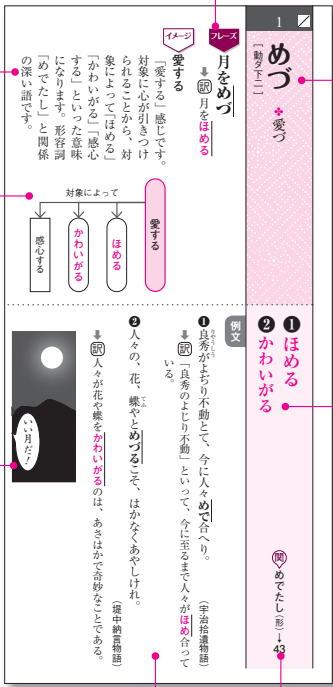 1
めづ
[動ダ下二]
❖愛づ
❶ほめる
❷かわいがる
関 めでたし(形)→43
フレーズ
月をめづ
➡訳 月をほめる
イメージ
愛する
「愛する」感じです。
対象に心が引きつけ
られることから、対
象によって「ほめる」
「かわいがる」「感心
する」といった意味
になります。形容詞
「めでたし」と関係
の深い語です。
愛する
対象によって
ほめる
かわいがる
感心する
例文
❶良秀がよぢり不動とて、今に人々めで合へり。
りやうしう
(宇治拾遺物語)
➡訳「良秀のよじり不動」といって、今に至るまで人々がほめ合って
いる。
❷人々の、花、蝶やとめづるこそ、はかなくあやしけれ。
てふ
(堤中納言物語)
➡訳 人々が花や蝶をかわいがるのは、あさはかで奇妙なことである。
いい月だ!